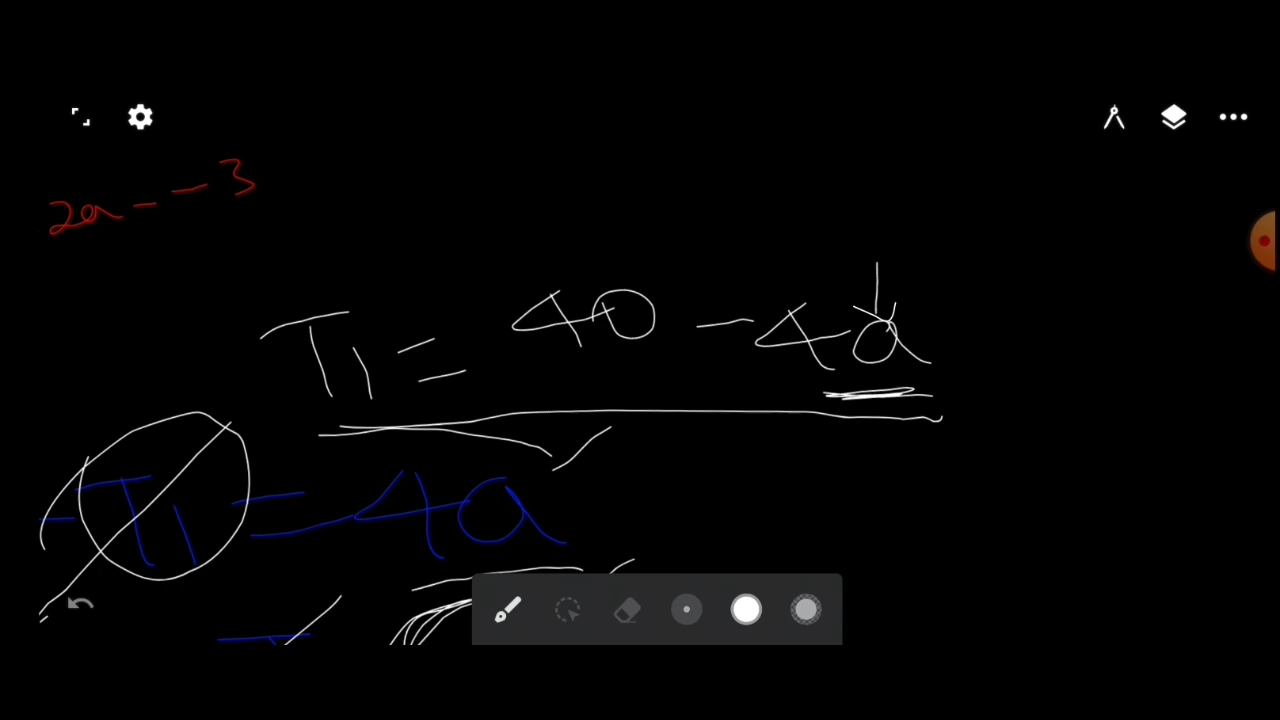 2a - - 3
T1 = 40 - 4a
- T1 = 4a